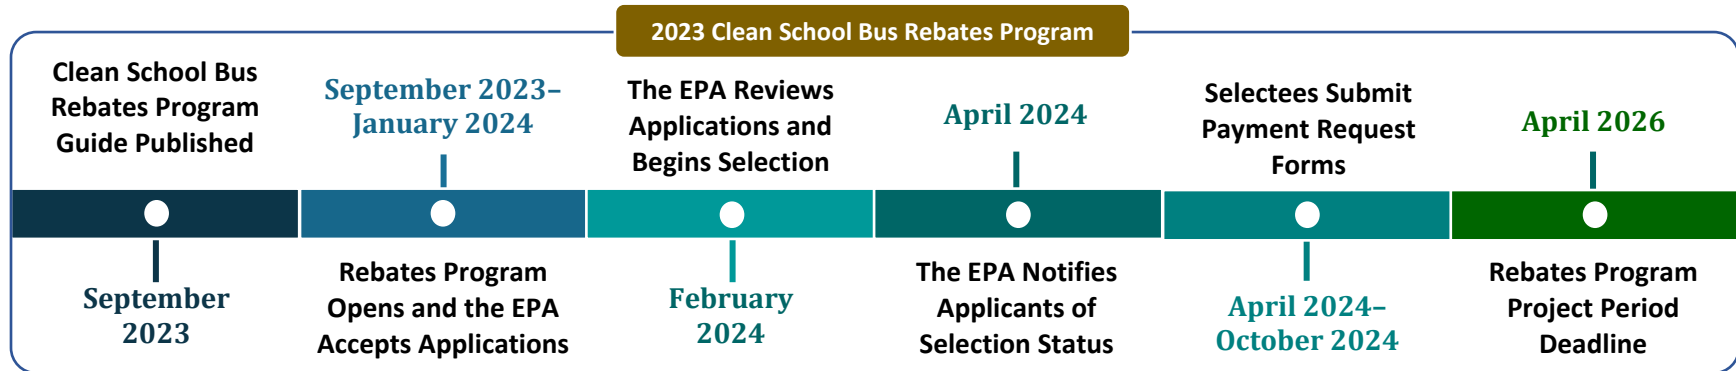 2023 Clean School Bus Rebates Program
Clean School Bus
Rebates Program
Guide Published
September
2023
September 2023–
January 2024
Rebates Program
Opens and the EPA
Accepts Applications
The EPA Reviews
Applications and
Begins Selection
February
2024
April 2024
The EPA Notifies
Applicants of
Selection Status
Selectees Submit
Payment Request
Forms
April 2024–
October 2024
April 2026
Rebates Program
Project Period
Deadline